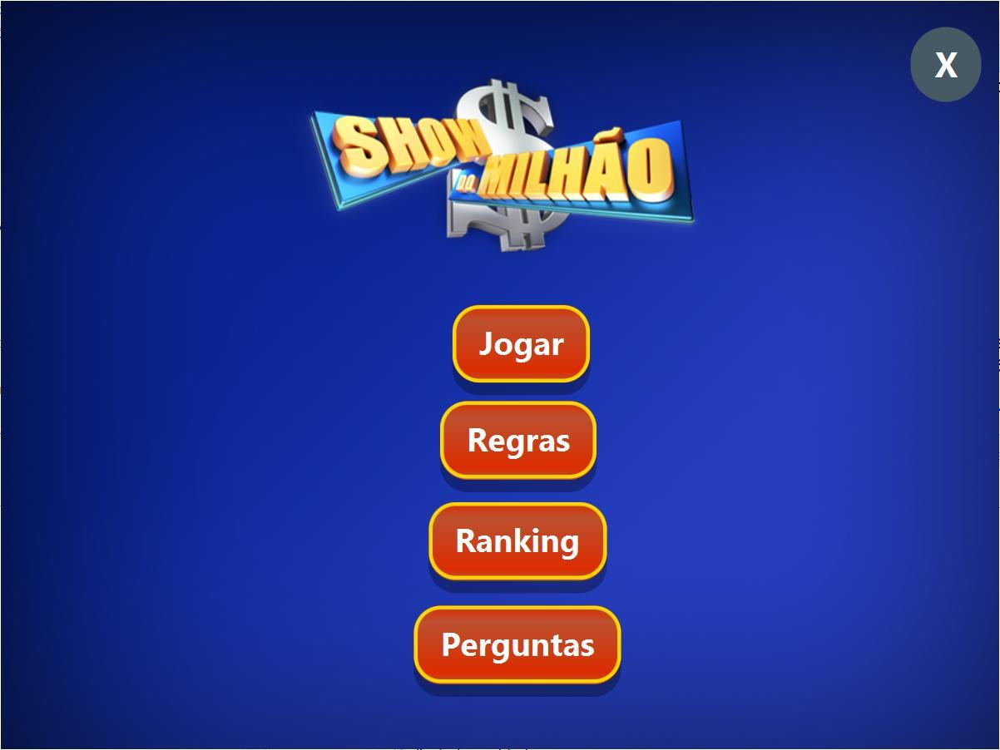 X
SHOW
DO MILHÃO
Jogar
Regras
Ranking
Perguntas